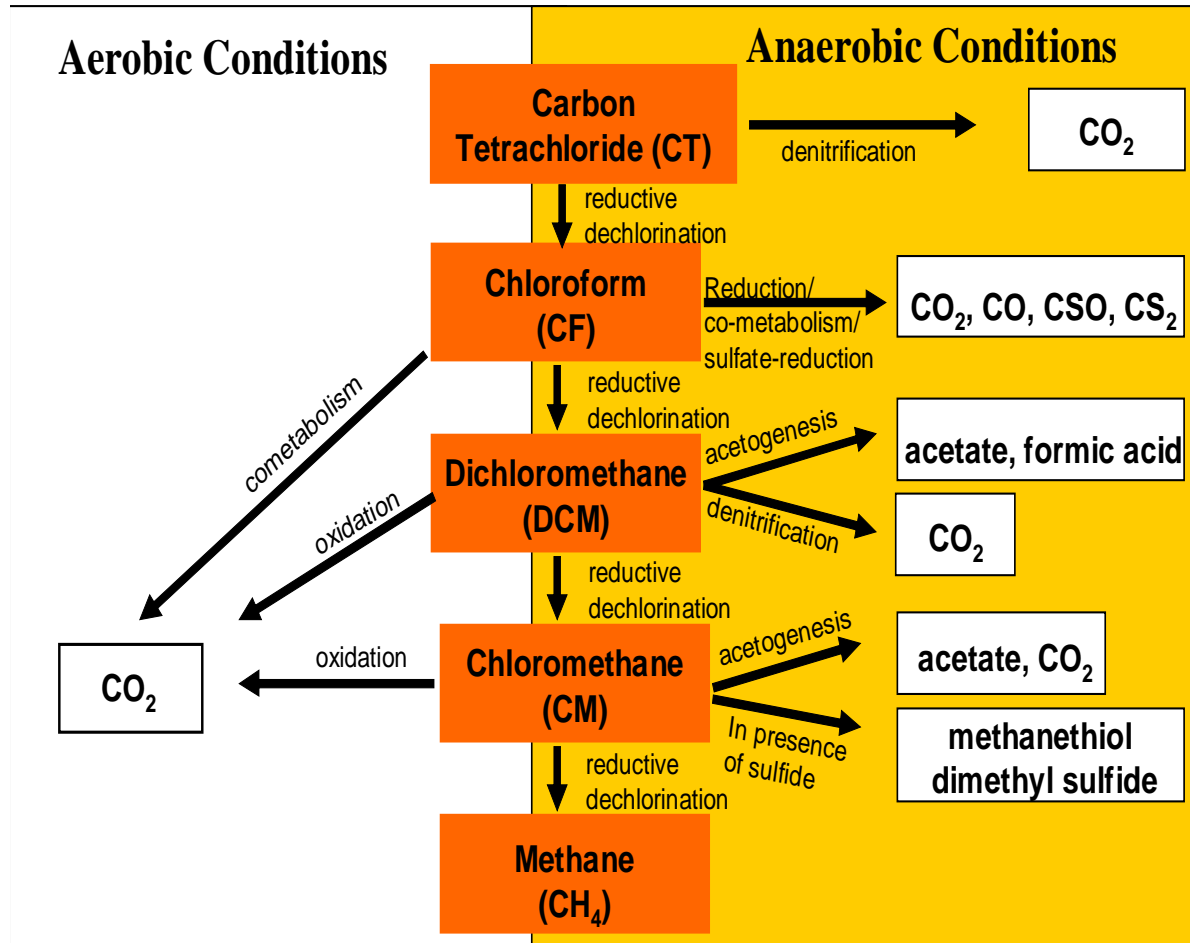 Aerobic Conditions
Anaerobic Conditions
Carbon
Tetrachloride (CT)
denitrification
CO₂
reductive
dechlorination
Chloroform
(CF)
Reduction/
co-metabolism/
sulfate-reduction
CO₂, CO, CSO, CS₂
cometabolism
reductive
dechlorination
Dichloromethane
(DCM)
acetogenesis
acetate, formic acid
denitrification
CO₂
oxidation
reductive
dechlorination
Chloromethane
(CM)
acetogenesis
acetate, CO₂
In presence
of sulfide
methanethiol
dimethyl sulfide
oxidation
CO₂
reductive
dechlorination
Methane
(CH₄)